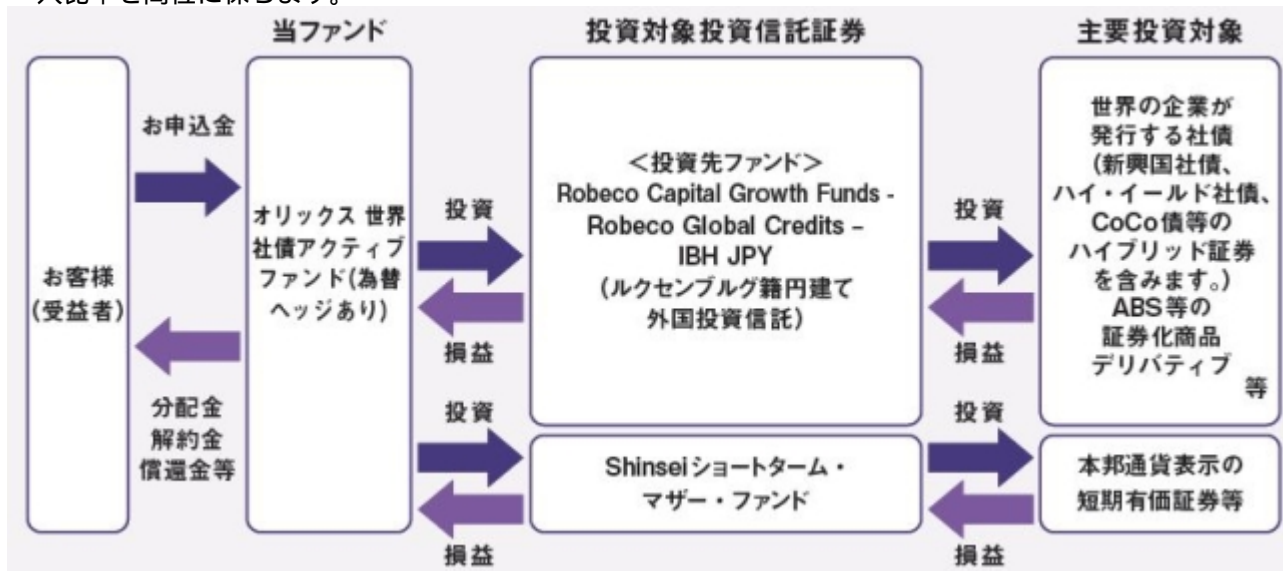 当ファンド
投資対象投資信託証券
主要投資対象
お客様
(受益者)
お申込金
分配金
解約金
償還金等
オリックス 世界
社債アクティブ
ファンド(為替
ヘッジあり)
投資
損益
投資
損益
<投資先ファンド>
Robeco Capital Growth Funds -
Robeco Global Credits –
IBH JPY
(ルクセンブルグ籍円建て
外国投資信託)
Shinseiショートターム・
マザー・ファンド
投資
損益
投資
損益
世界の企業が
発行する社債
(新興国社債、
ハイ・イールド社債、
CoCo債等の
ハイブリッド証券
を含みます。)
ABS等の
証券化商品
デリバティブ
等
本邦通貨表示の
短期有価証券等